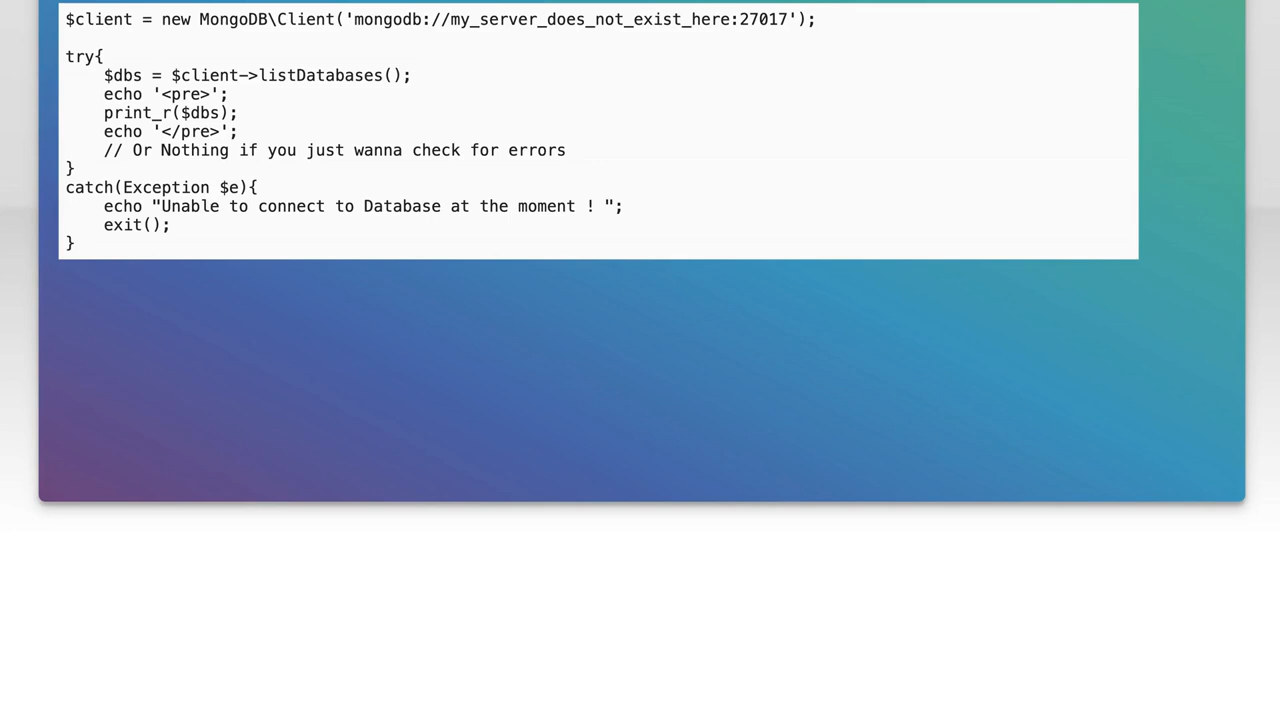 $client = new MongoDB\Client('mongodb://my_server_does_not_exist_here:27017');
try{
    $dbs = $client->listDatabases();
    echo '<pre>';
    print_r($dbs);
    echo '</pre>';
    // Or Nothing if you just wanna check for errors
}
catch(Exception $e){
    echo "Unable to connect to Database at the moment ! ";
    exit();
}